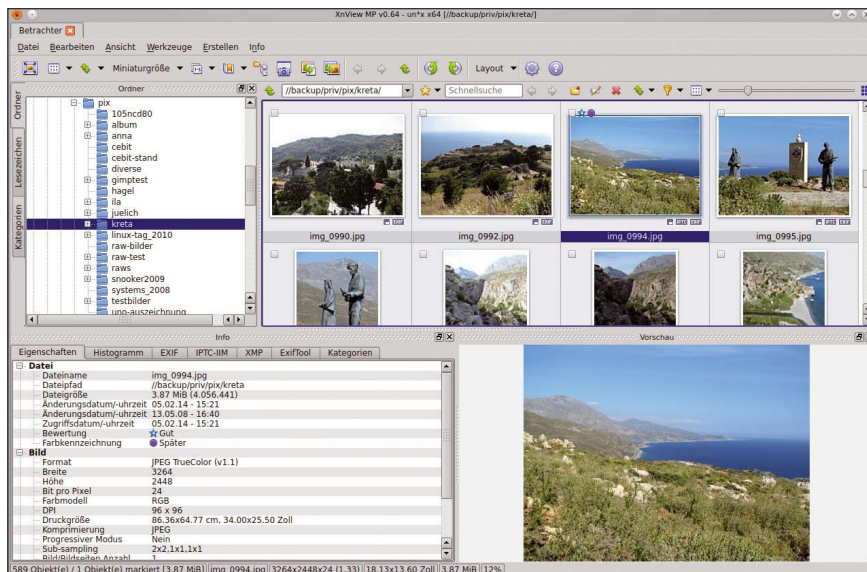 XnView MP v0.64 - un*x x64 [//backup/priv/pix/kreta/]
Betrachter
Datei Bearbeiten Ansicht Werkzeuge Erstellen Info
Miniaturgröße Layout
Ordner
//backup/priv/pix/kreta/ Schnellsuche
Ordner
Lesezeichen
Kategorien
pix
105ncd80
album
anna
cebit
cebit-stand
diverse
gimptest
hagel
ila
juelich
kreta
linux-tag_2010
raw-bilder
raw-test
raws
snooker2009
systems_2008
testbilder
uno-auszeichnung
img_0990.jpg
img_0992.jpg
img_0994.jpg
img_0995.jpg
Info
Eigenschaften Histogramm EXIF IPTC-IIM XMP ExifTool Kategorien
Datei
Dateiname img_0994.jpg
Dateipfad //backup/priv/pix/kreta
Dateigröße 3.87 MiB (4.056.441)
Änderungsdatum/-uhrzeit 05.02.14 - 15:21
Änderungsdatum/-uhrzeit 13.05.08 - 16:40
Zugriffsdatum/-uhrzeit 05.02.14 - 15:21
Bewertung Gut
Farbkennzeichnung Später
Bild
Format JPEG TrueColor (v1.1)
Breite 3264
Höhe 2448
Bit pro Pixel 24
Farbmodell RGB
DPI 96 x 96
Druckgröße 86.36x64.77 cm, 34.00x25.50 Zoll
Komprimierung JPEG
Progressiver Modus Nein
Sub-sampling 2x2,1x1,1x1
Bild/Bildseiten Anzahl 1
Vorschau
589 Objekt(e) / 1 Objekt(e) markiert [3.87 MiB] img_0994.jpg 3264x2448x24 (1.33) 18.13x13.60 Zoll 3.87 MiB 12%